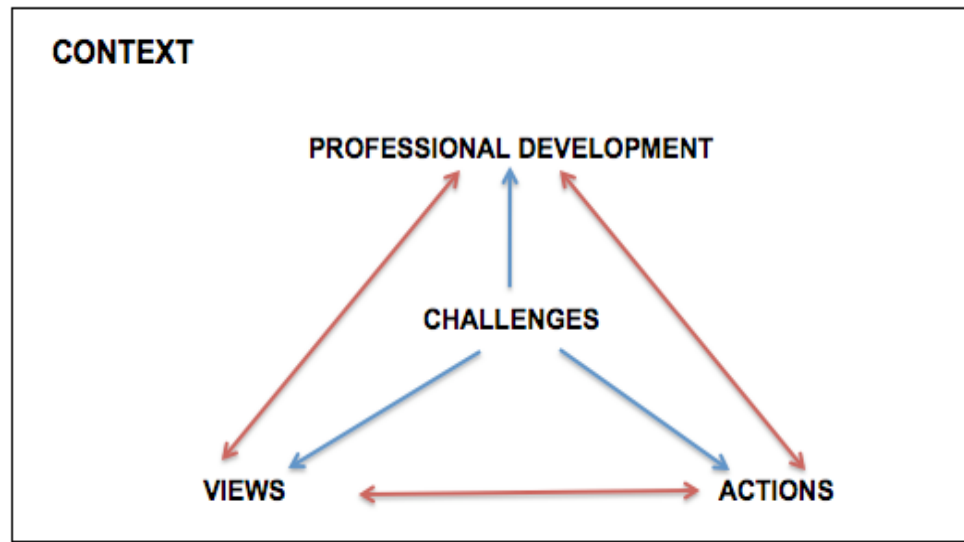 CONTEXT
PROFESSIONAL DEVELOPMENT
CHALLENGES
VIEWS
ACTIONS